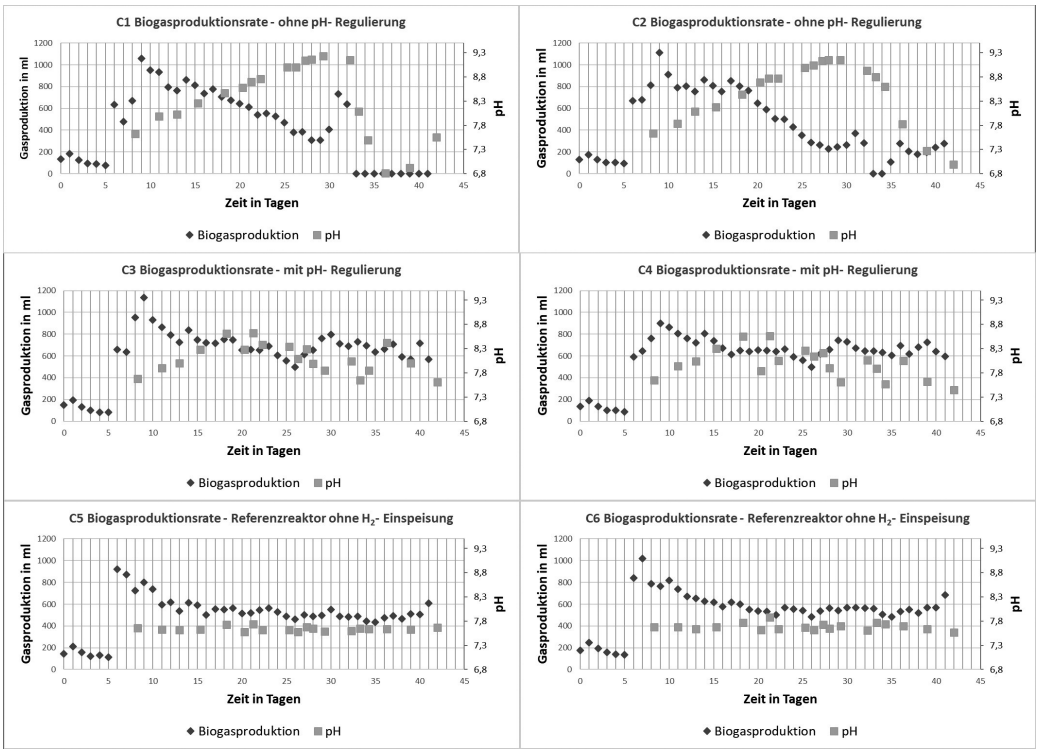 C1 Biogasproduktionsrate - ohne pH- Regulierung
Gasproduktion in ml
1200
1000
800
600
400
200
0
9,3
8,8
8,3
7,8
7,3
6,8
pH
0 5 10 15 20 25 30 35 40 45
Zeit in Tagen
Biogasproduktion pH
C2 Biogasproduktionsrate - ohne pH- Regulierung
Gasproduktion in ml
1200
1000
800
600
400
200
0
9,3
8,8
8,3
7,8
7,3
6,8
pH
0 5 10 15 20 25 30 35 40 45
Zeit in Tagen
Biogasproduktion pH
C3 Biogasproduktionsrate - mit pH- Regulierung
Gasproduktion in ml
1200
1000
800
600
400
200
0
9,3
8,8
8,3
7,8
7,3
6,8
pH
0 5 10 15 20 25 30 35 40 45
Zeit in Tagen
Biogasproduktion pH
C4 Biogasproduktionsrate - mit pH- Regulierung
Gasproduktion in ml
1200
1000
800
600
400
200
0
9,3
8,8
8,3
7,8
7,3
6,8
pH
0 5 10 15 20 25 30 35 40 45
Zeit in Tagen
Biogasproduktion pH
C5 Biogasproduktionsrate - Referenzreaktor ohne H₂- Einspeisung
Gasproduktion in ml
1200
1000
800
600
400
200
0
9,3
8,8
8,3
7,8
7,3
6,8
pH
0 5 10 15 20 25 30 35 40 45
Zeit in Tagen
Biogasproduktion pH
C6 Biogasproduktionsrate - Referenzreaktor ohne H₂- Einspeisung
Gasproduktion in ml
1200
1000
800
600
400
200
0
9,3
8,8
8,3
7,8
7,3
6,8
pH
0 5 10 15 20 25 30 35 40 45
Zeit in Tagen
Biogasproduktion pH